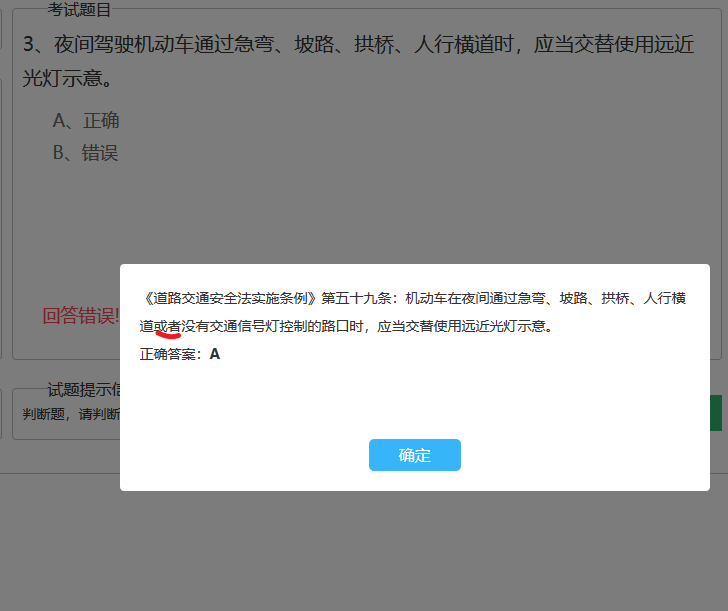 考试题目
3、夜间驾驶机动车通过急弯、坡路、拱桥、人行横道时，应当交替使用远近
光灯示意。
A、正确
B、错误
《道路交通安全法实施条例》第五十九条：机动车在夜间通过急弯、坡路、拱桥、人行横
回答错误!
道或者没有交通信号灯控制的路口时，应当交替使用远近光灯示意。
正确答案：A
试题提示信
判断题，请判断
确定